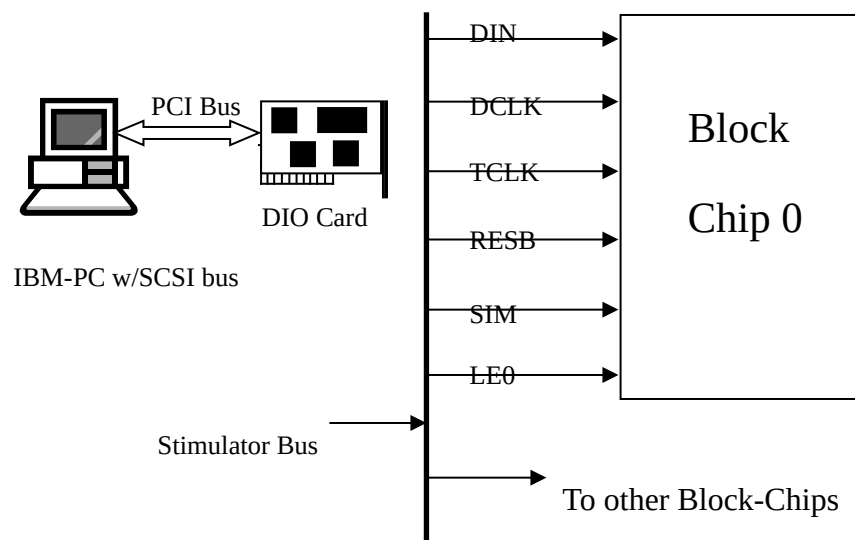 PCI Bus
DIO Card
IBM-PC w/SCSI bus
DIN
DCLK
TCLK
RESB
SIM
LE0
Block
Chip 0
Stimulator Bus
To other Block-Chips